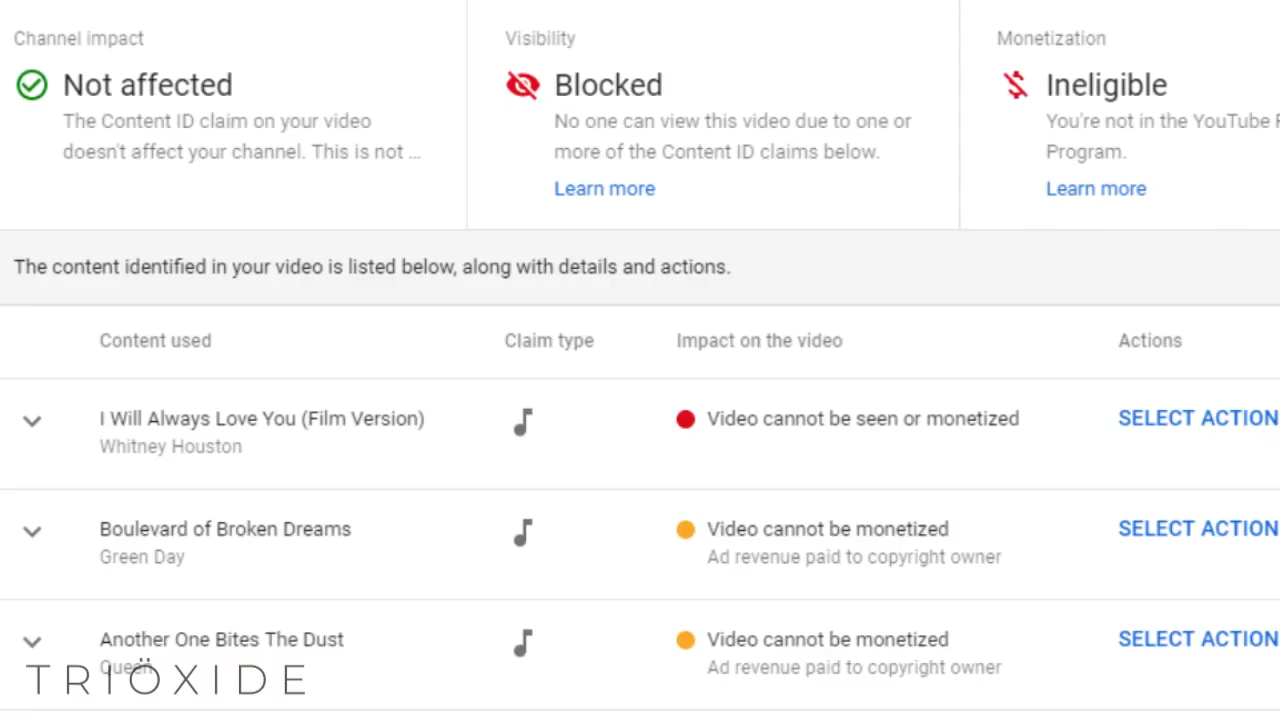 Channel impact
Visibility
Monetization
Not affected
Blocked
Ineligible
The Content ID claim on your video
doesn't affect your channel. This is not ...
No one can view this video due to one or
more of the Content ID claims below.
You're not in the YouTube
Program.
Learn more
Learn more
The content identified in your video is listed below, along with details and actions.
Content used
Claim type
Impact on the video
Actions
I Will Always Love You (Film Version)
Whitney Houston
Video cannot be seen or monetized
SELECT ACTION
Boulevard of Broken Dreams
Green Day
Video cannot be monetized
Ad revenue paid to copyright owner
SELECT ACTION
Another One Bites The Dust
Queen
Video cannot be monetized
Ad revenue paid to copyright owner
SELECT ACTION
TRIÖXIDE